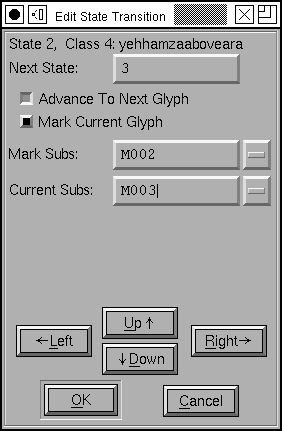 Edit State Transition
State 2, Class 4: yehhamzaaboveara
Next State: 3
Advance To Next Glyph
Mark Current Glyph
Mark Subs: M002
Current Subs: M003
Up ↑
←Left
Right→
↓Down
OK
Cancel